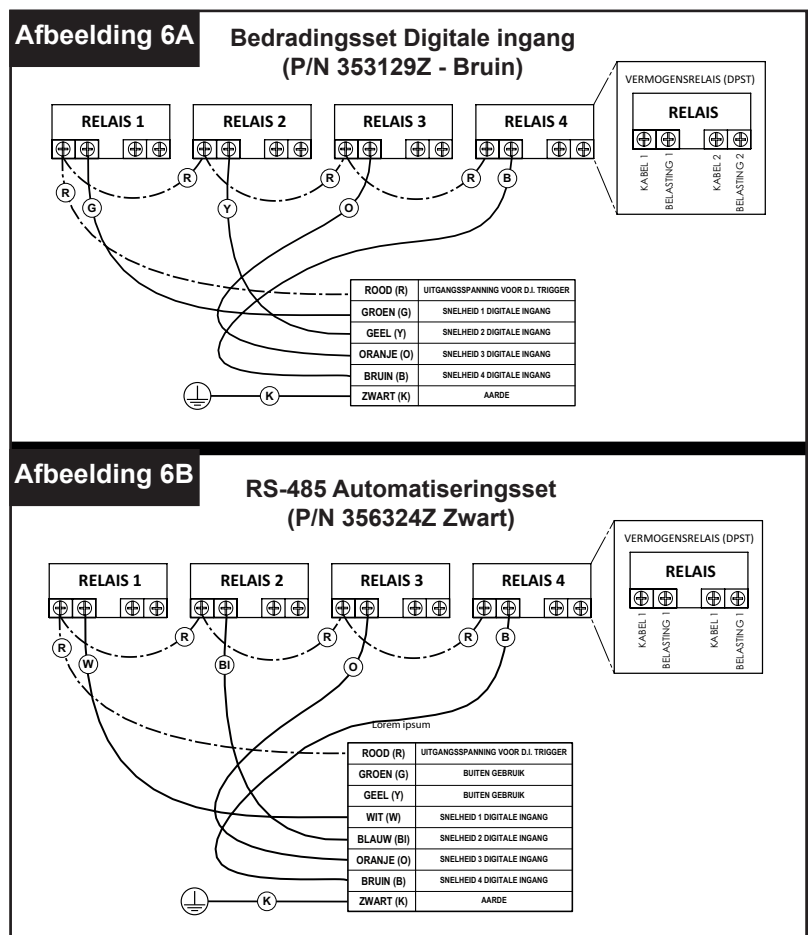 Afbeelding 6A
Bedradingsset Digitale ingang
(P/N 353129Z - Bruin)
VERMOGENSRELAIS (DPST)
RELAIS
KABEL 1
BELASTING 1
KABEL 2
BELASTING 2
RELAIS 1
RELAIS 2
RELAIS 3
RELAIS 4
R
R
R
R
B
G
Y
O
ROOD (R) UITGANGSSPANNING VOOR D.I. TRIGGER
GROEN (G) SNELHEID 1 DIGITALE INGANG
GEEL (Y) SNELHEID 2 DIGITALE INGANG
ORANJE (O) SNELHEID 3 DIGITALE INGANG
BRUIN (B) SNELHEID 4 DIGITALE INGANG
K
ZWART (K) AARDE
Afbeelding 6B
RS-485 Automatiseringsset
(P/N 356324Z Zwart)
VERMOGENSRELAIS (DPST)
RELAIS
KABEL 1
BELASTING 1
KABEL 1
BELASTING 1
RELAIS 1
RELAIS 2
RELAIS 3
RELAIS 4
R
R
R
R
B
W
Bl
O
Lorem ipsum
ROOD (R) UITGANGSSPANNING VOOR D.I. TRIGGER
GROEN (G) BUITEN GEBRUIK
GEEL (Y) BUITEN GEBRUIK
WIT (W) SNELHEID 1 DIGITALE INGANG
BLAUW (Bl) SNELHEID 2 DIGITALE INGANG
ORANJE (O) SNELHEID 3 DIGITALE INGANG
BRUIN (B) SNELHEID 4 DIGITALE INGANG
K
ZWART (K) AARDE